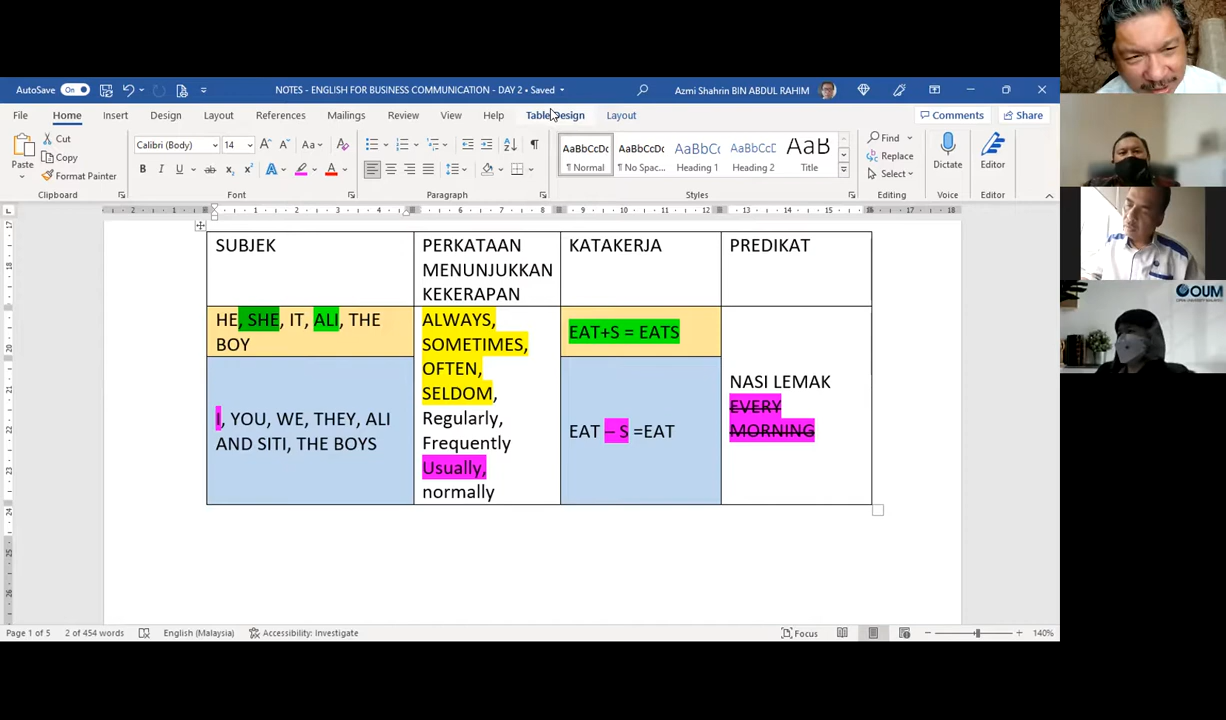 AutoSave
On
NOTES - ENGLISH FOR BUSINESS COMMUNICATION - DAY 2 • Saved
Azmi Shahrin BIN ABDUL RAHIM
File Home Insert Design Layout References Mailings Review View Help Table Design Layout
Comments Share
Paste
Cut
Copy
Format Painter
Calibri (Body) 14
AaBbCcDc
¶ Normal
AaBbCcDc
¶ No Spac...
AaBbCc
Heading 1
AaBbCcD
Heading 2
AaB
Title
Find
Replace
Select
Dictate
Editor
Clipboard Font Paragraph Styles Voice Editor
SUBJEK
PERKATAAN
MENUNJUKKAN
KEKERAPAN
KATAKERJA
PREDIKAT
HE, SHE, IT, ALI, THE
BOY
ALWAYS,
SOMETIMES,
OFTEN,
SELDOM,
Regularly,
Frequently
Usually,
normally
EAT+S = EATS
I, YOU, WE, THEY, ALI
AND SITI, THE BOYS
EAT – S =EAT
NASI LEMAK
EVERY
MORNING
Page 1 of 5 2 of 454 words English (Malaysia) Accessibility: Investigate
Focus
140%
OUM